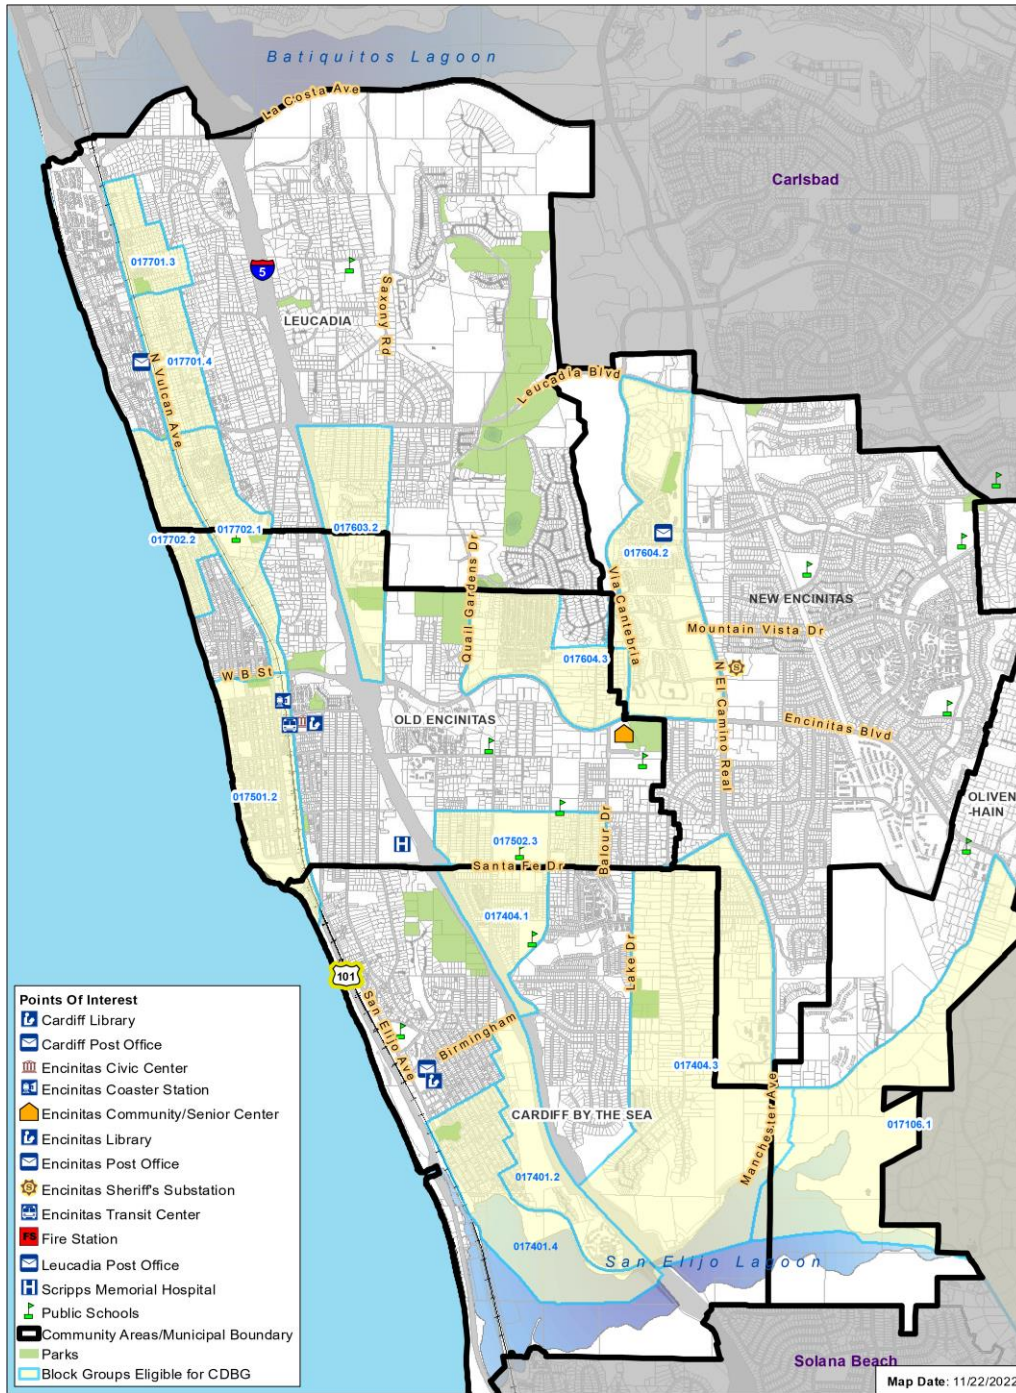 Batiquitos Lagoon
La Costa Ave
Carlsbad
017701.3
5
Saxony Rd
LEUCADIA
N Vulcan Ave
017701.4
Leucadia Blvd
017702.1
017702.2
017603.2
Quail Gardens Dr
017604.2
Via Cantebria
NEW ENCINITAS
Mountain Vista Dr
W B St
017604.3
S
N El Camino Real
OLD ENCINITAS
Encinitas Blvd
017501.2
OLIVEN
-HAIN
H
017502.3
Balour Dr
Santa Fe Dr
017404.1
Lake Dr
101
San Elijo Ave
Birmingham
017404.3
CARDIFF BY THE SEA
Manchester Ave
017106.1
017401.2
017401.4
San Elijo Lagoon
Solana Beach
Points Of Interest
Cardiff Library
Cardiff Post Office
Encinitas Civic Center
Encinitas Coaster Station
Encinitas Community/Senior Center
Encinitas Library
Encinitas Post Office
S Encinitas Sheriff's Substation
Encinitas Transit Center
FS Fire Station
Leucadia Post Office
H Scripps Memorial Hospital
Public Schools
Community Areas/Municipal Boundary
Parks
Block Groups Eligible for CDBG
Map Date: 11/22/2022